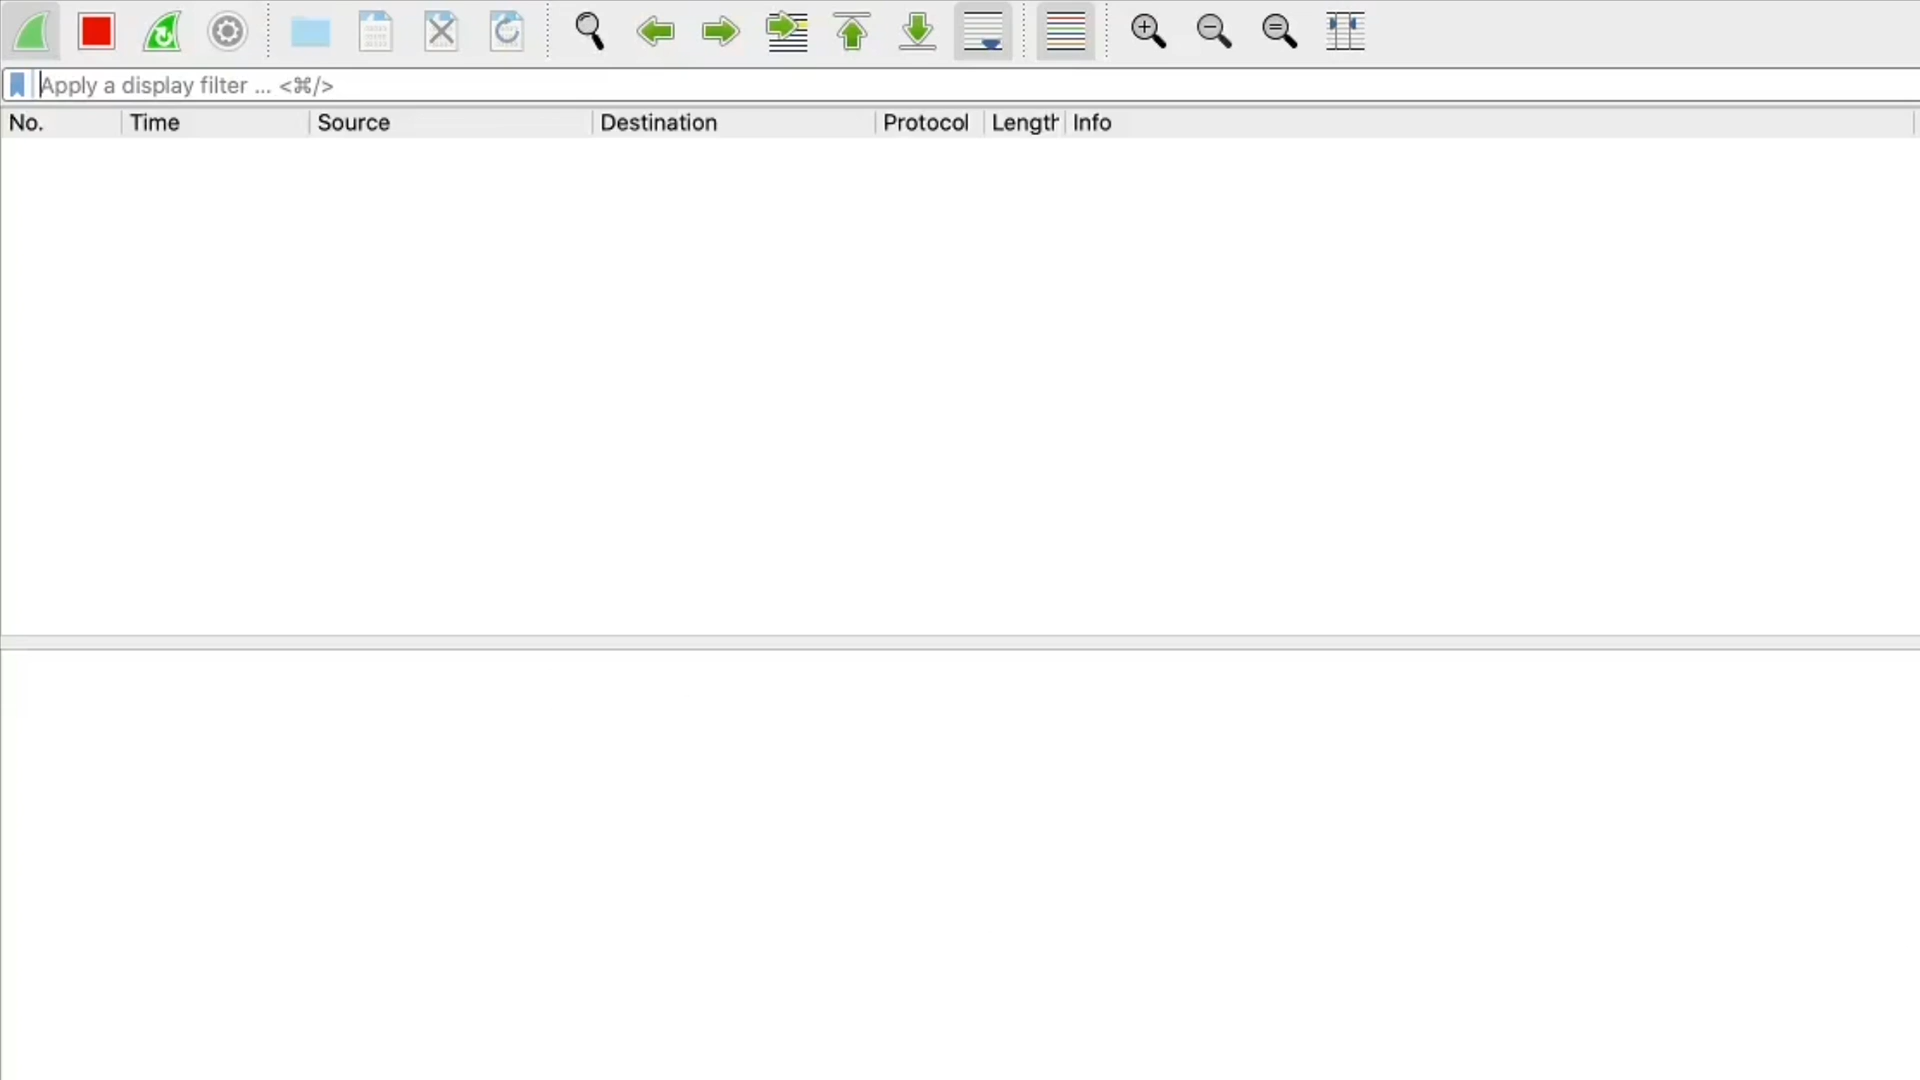 Apply a display filter ... <⌘/>
No. Time Source Destination Protocol Length Info